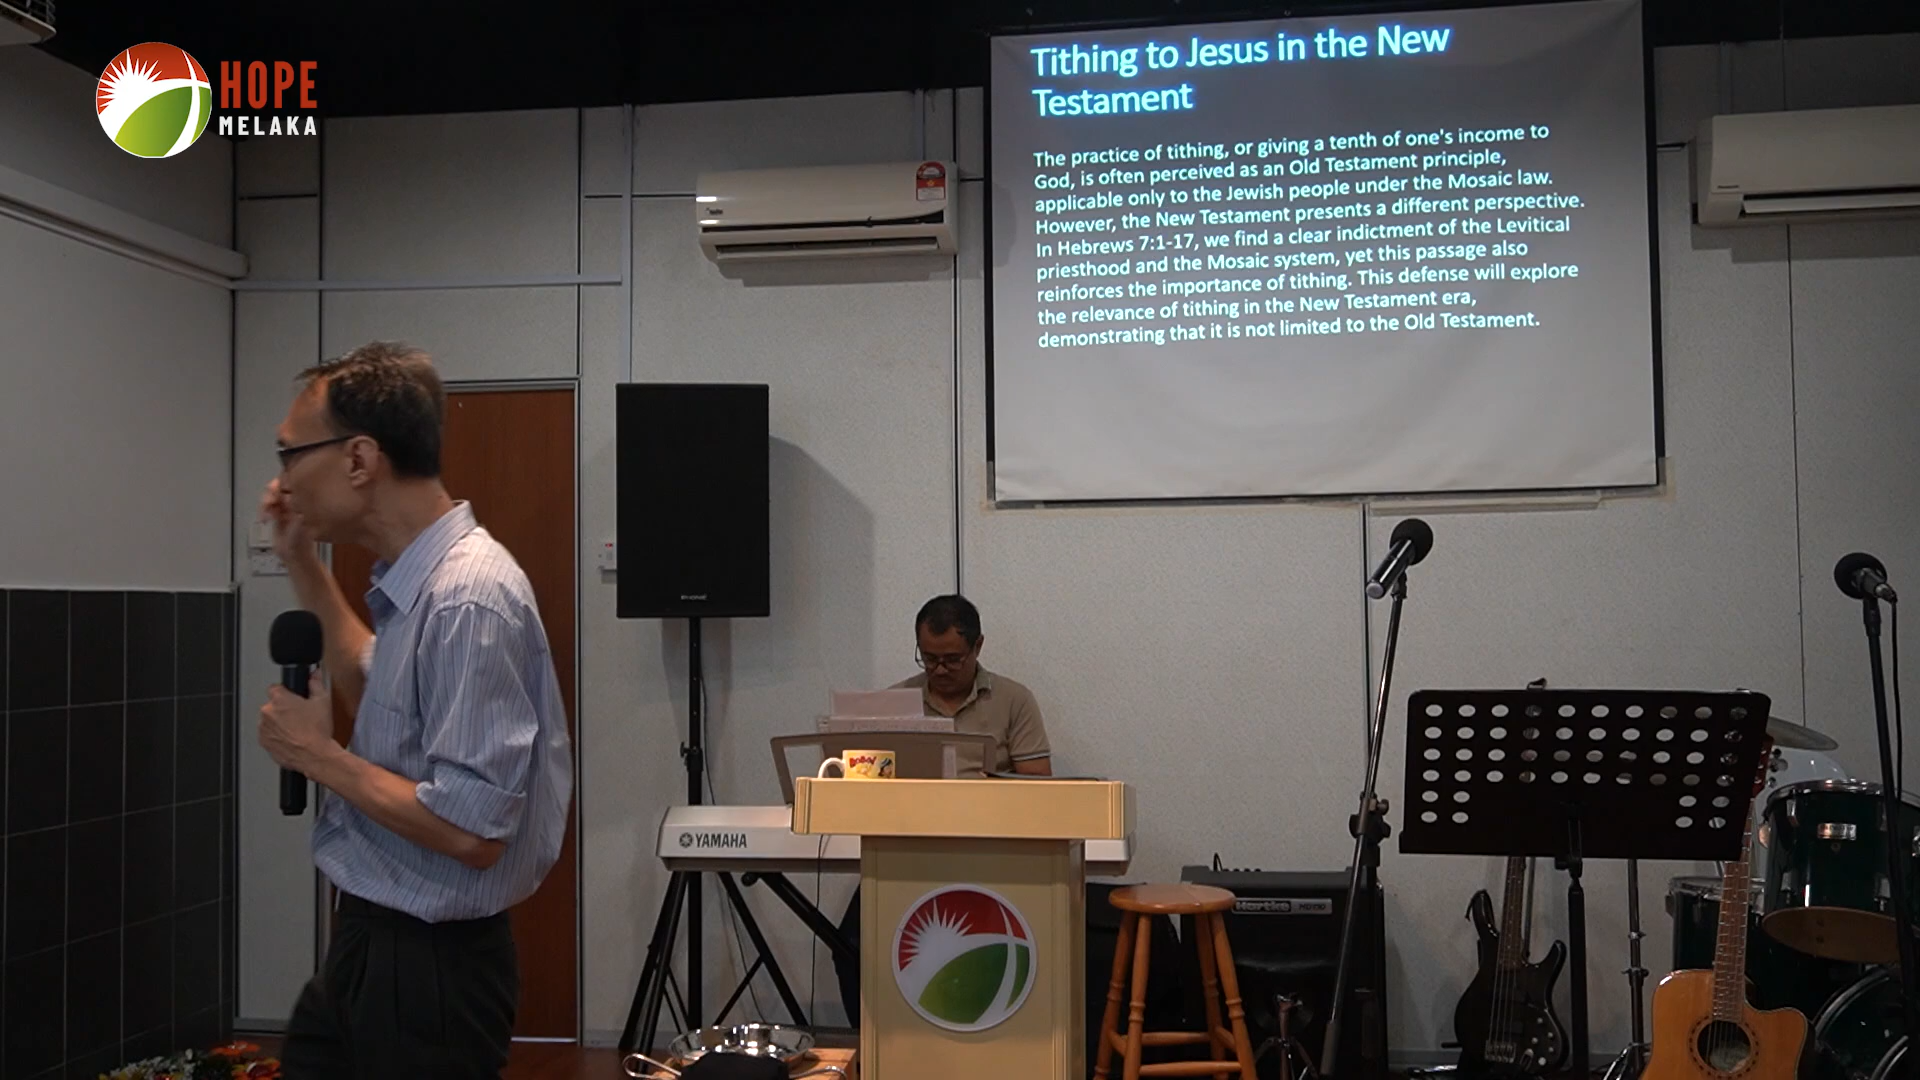 HOPE
MELAKA
Tithing to Jesus in the New
Testament
The practice of tithing, or giving a tenth of one's income to
God, is often perceived as an Old Testament principle,
applicable only to the Jewish people under the Mosaic law.
However, the New Testament presents a different perspective.
In Hebrews 7:1-17, we find a clear indictment of the Levitical
priesthood and the Mosaic system, yet this passage also
reinforces the importance of tithing. This defense will explore
the relevance of tithing in the New Testament era,
demonstrating that it is not limited to the Old Testament.
YAMAHA
Hartke